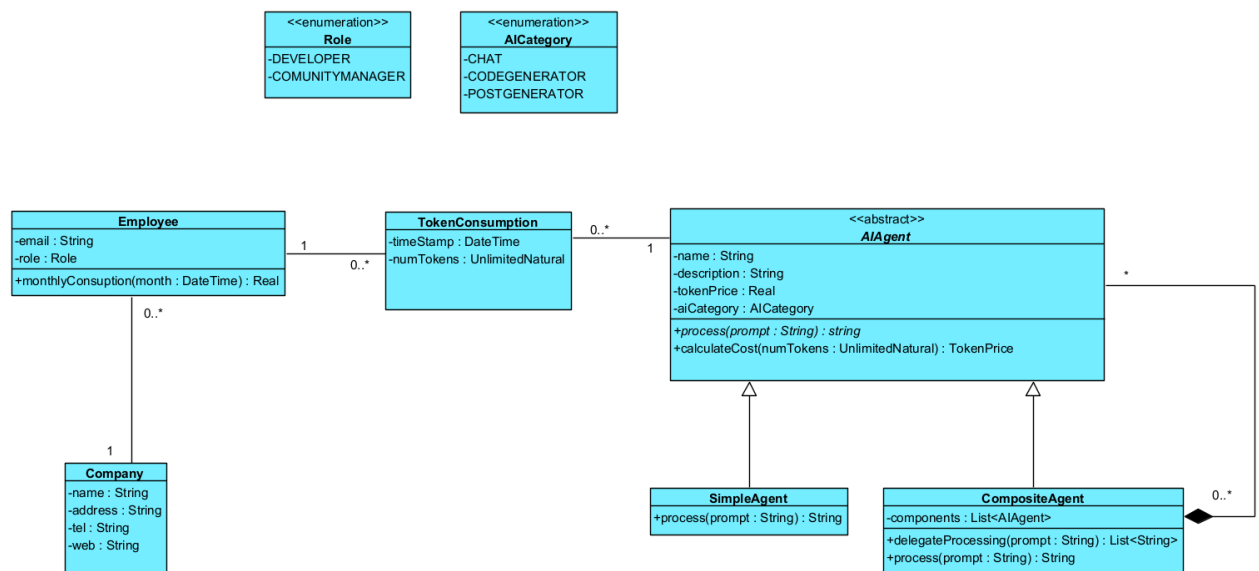 <<enumeration>>
Role
-DEVELOPER
-COMUNITYMANAGER
<<enumeration>>
AICategory
-CHAT
-CODEGENERATOR
-POSTGENERATOR
Employee
-email : String
-role : Role
+monthlyConsuption(month : DateTime) : Real
1
0..*
TokenConsumption
-timeStamp : DateTime
-numTokens : UnlimitedNatural
0..*
1
<<abstract>>
AIAgent
-name : String
-description : String
-tokenPrice : Real
-aiCategory : AICategory
+process(prompt : String) : string
+calculateCost(numTokens : UnlimitedNatural) : TokenPrice
*
0..*
1
Company
-name : String
-address : String
-tel : String
-web : String
SimpleAgent
+process(prompt : String) : String
CompositeAgent
-components : List<AIAgent>
+delegateProcessing(prompt : String) : List<String>
+process(prompt : String) : String
0..*